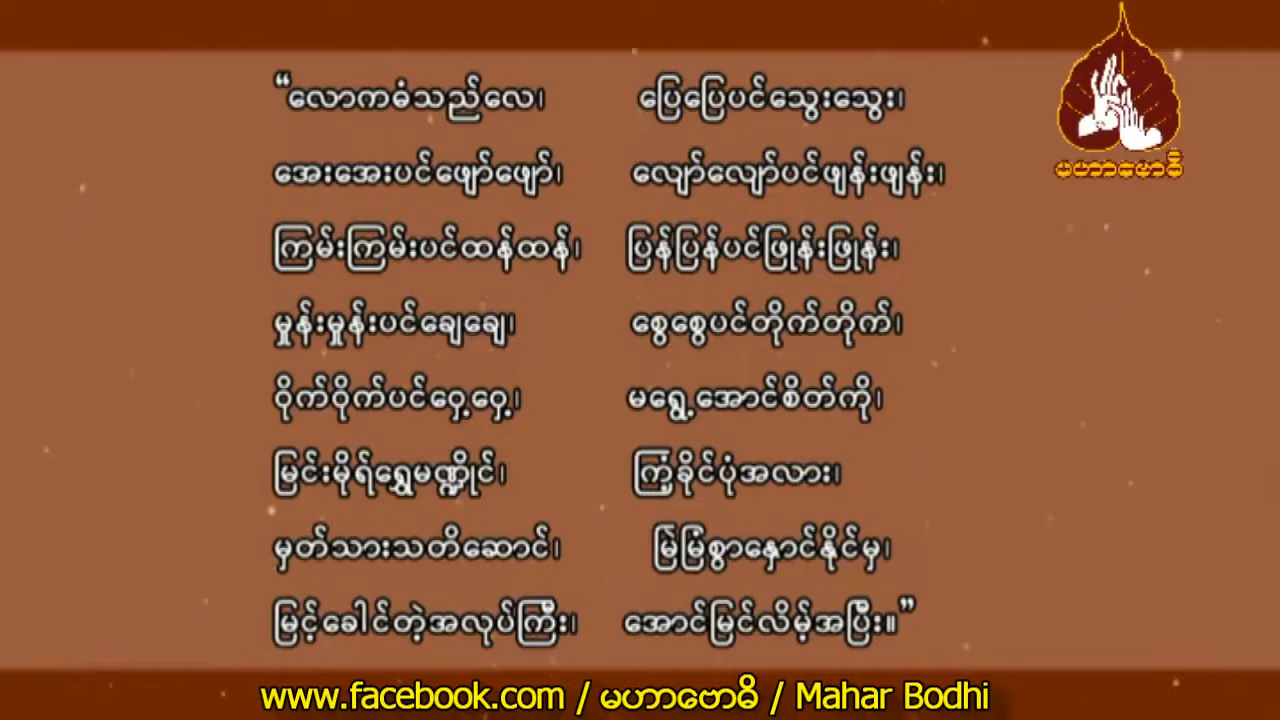 “လောကဓံသည်လေ၊ ပြေပြေပင်သွေးသွေး၊
မဟာဗောဓိ
အေးအေးပင်ဖျော်ဖျော်၊ လျော်လျော်ပင်ဖျန်းဖျန်း၊
ကြမ်းကြမ်းပင်ထန်ထန်၊ ပြန်ပြန်ပင်ဖြုန်းဖြုန်း၊
မှုန်းမှုန်းပင်ချေချေ၊ စွေစွေပင်တိုက်တိုက်၊
ဝိုက်ဝိုက်ပင်ဝှေ့ဝှေ့၊ မရွေ့အောင်စိတ်ကို၊
မြင်းမိုရ်ရွှေမဏ္ဍိုင်၊ ကြံ့ခိုင်ပုံအလား၊
မှတ်သားသတိဆောင်၊ မြဲမြံစွာနှောင်နိုင်မှ၊
မြင့်ခေါင်တဲ့အလုပ်ကြီး၊ အောင်မြင်လိမ့်အပြီး။”
www.facebook.com / မဟာဗောဓိ / Mahar Bodhi